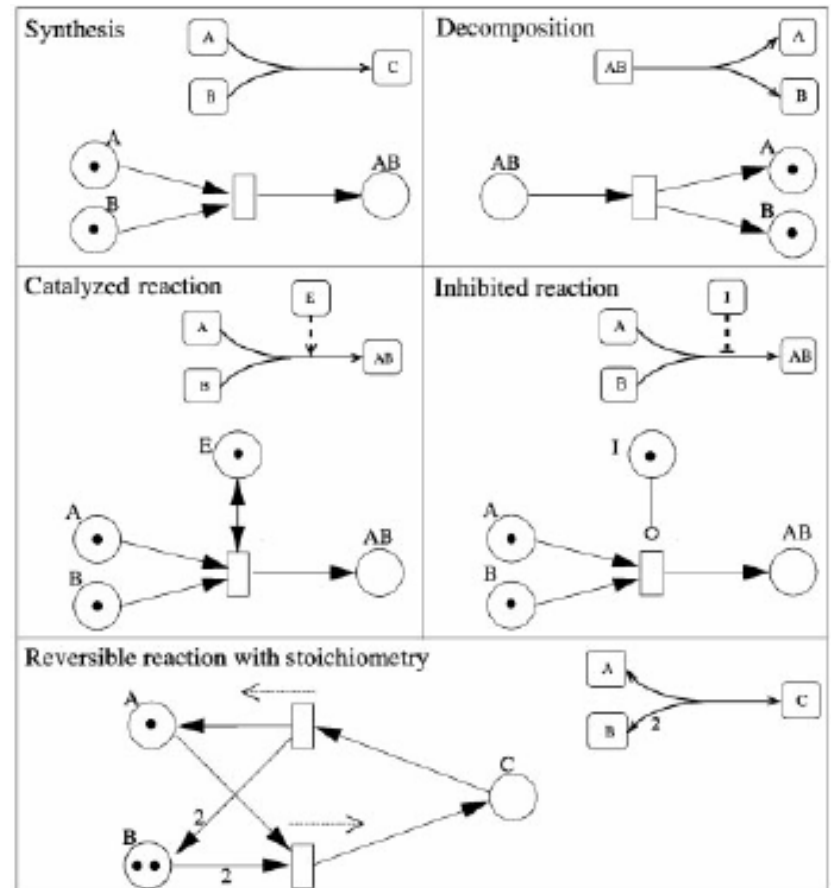 Synthesis
A
B
C
A
B
AB
Decomposition
AB
A
B
AB
A
B
Catalyzed reaction
E
A
B
AB
E
A
B
AB
Inhibited reaction
I
A
B
AB
I
A
B
AB
Reversible reaction with stoichiometry
A
B
2
C
A
C
2
B
2